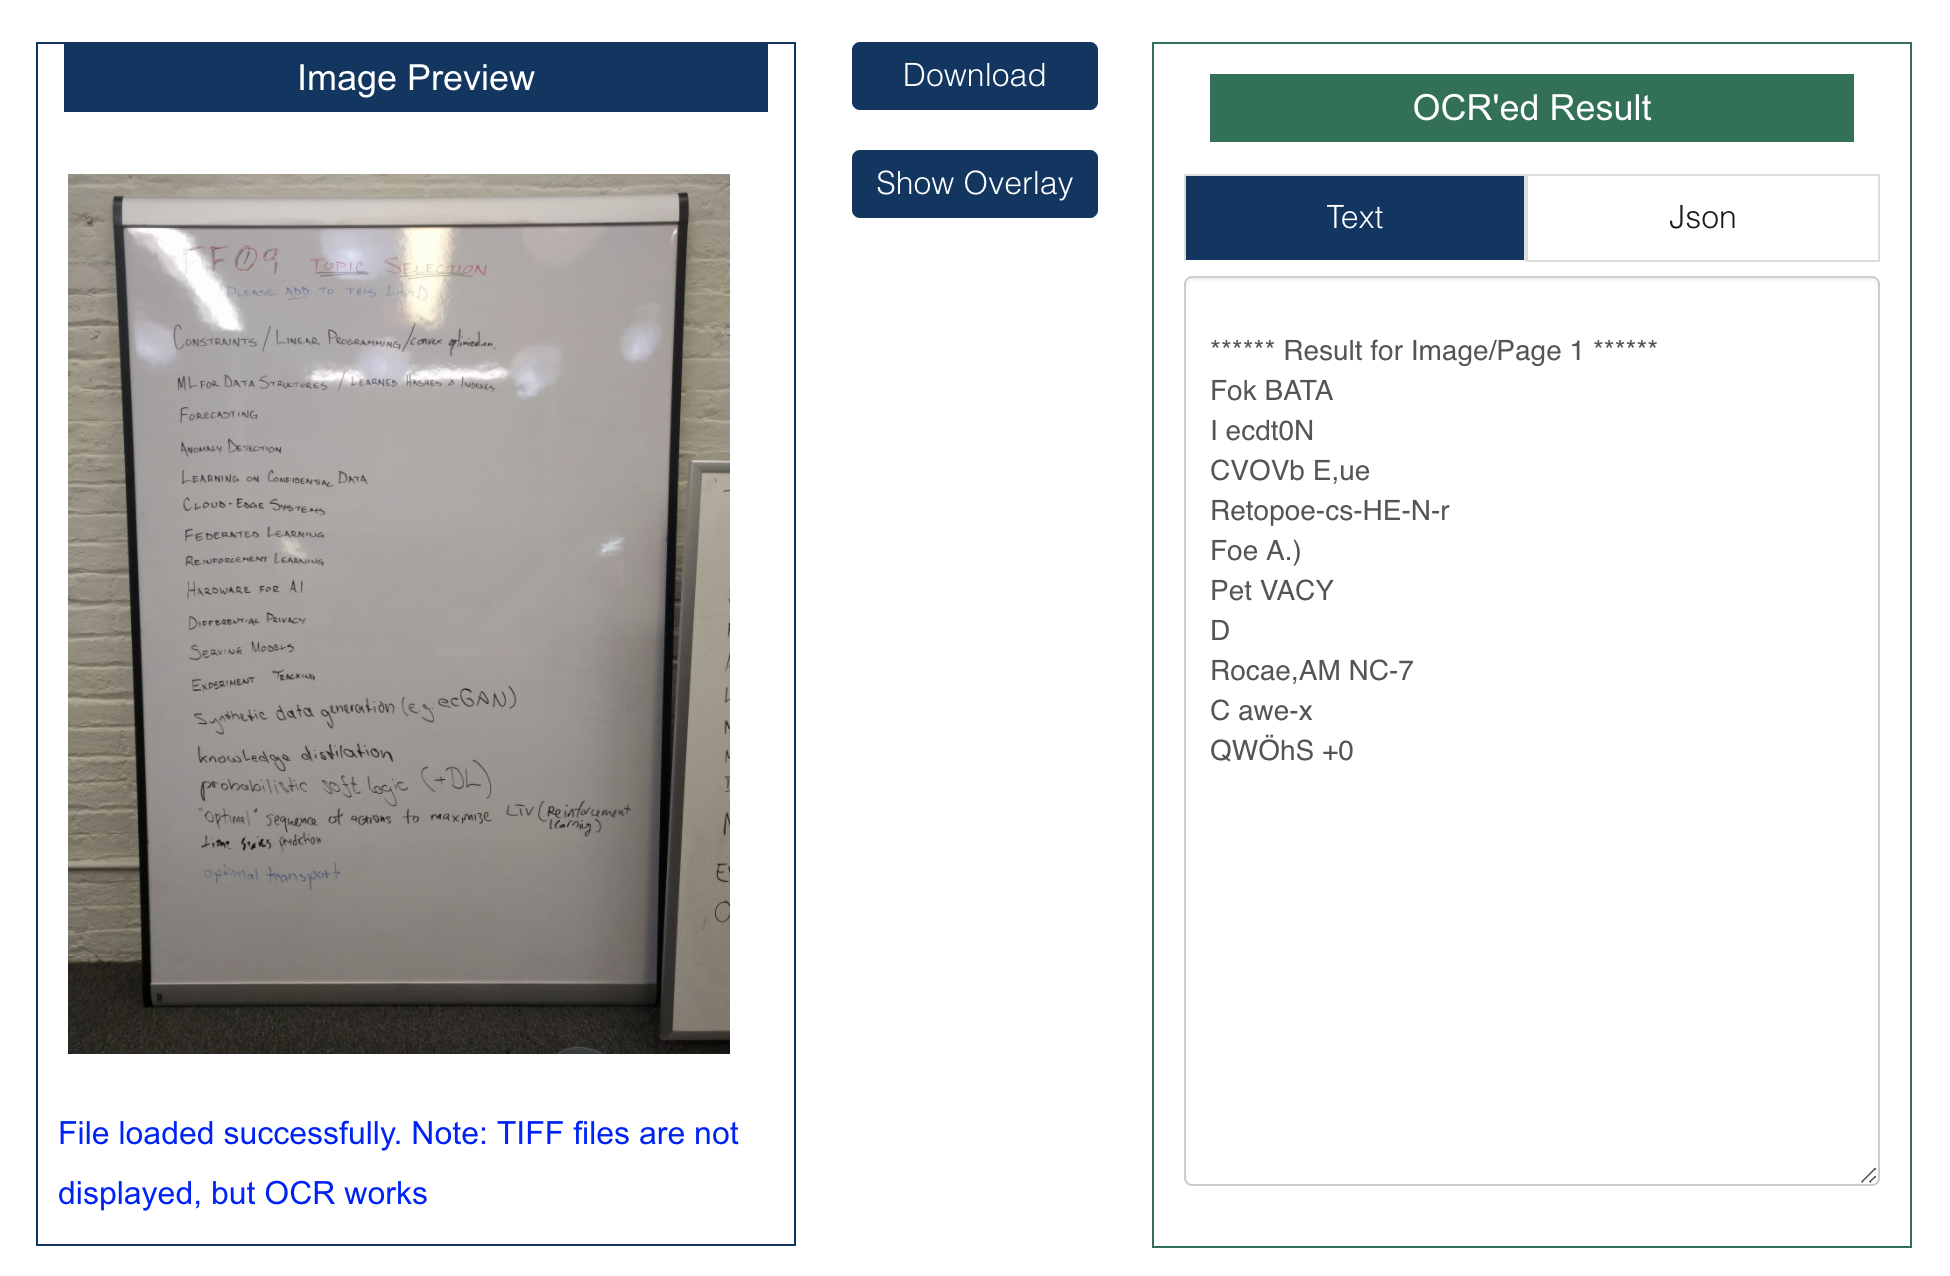 Image Preview
FF09 TOPIC SELECTION
(PLEASE ADD TO THIS LIST!)
CONSTRAINTS / LINEAR PROGRAMMING / convex optimization.
ML FOR DATA STRUCTURES / LEARNED HASHES & INDEXES
FORECASTING
ANOMALY DETECTION
LEARNING ON CONFIDENTIAL DATA
CLOUD-EDGE SYSTEMS
FEDERATED LEARNING
REINFORCEMENT LEARNING
HARDWARE FOR A.I.
DIFFERENTIAL PRIVACY
SERVING MODELS
EXPERIMENT TRACKING
Synthetic data generation (e.g. ecGAN)
knowledge distilation
probabilistic soft logic (+DL)
"Optimal" sequence of actions to maximize LTV (Reinforcement
learning)
time series prediction
optimal transport
File loaded successfully. Note: TIFF files are not
displayed, but OCR works
Download
Show Overlay
OCR'ed Result
Text Json
****** Result for Image/Page 1 ******
Fok BATA
I ecdt0N
CVOVb E,ue
Retopoe-cs-HE-N-r
Foe A.)
Pet VACY
D
Rocae,AM NC-7
C awe-x
QWÖhS +0